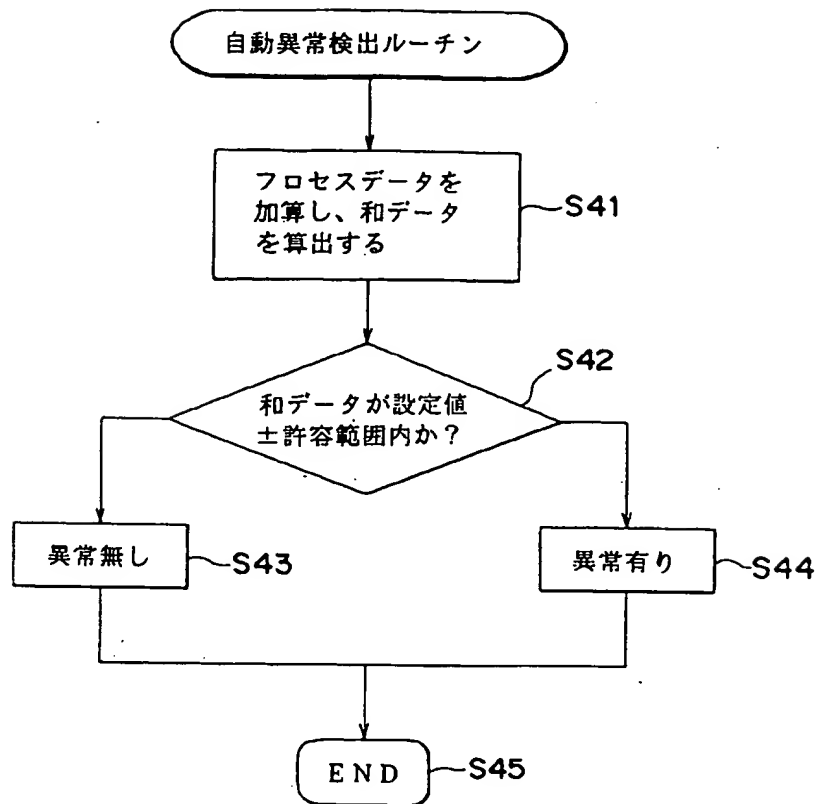 自動異常検出ルーチン
フロセスデータを
加算し、和データ
を算出する
S41
S42
和データが設定値
±許容範囲内か？
異常無し
S43
異常有り
S44
END
S45